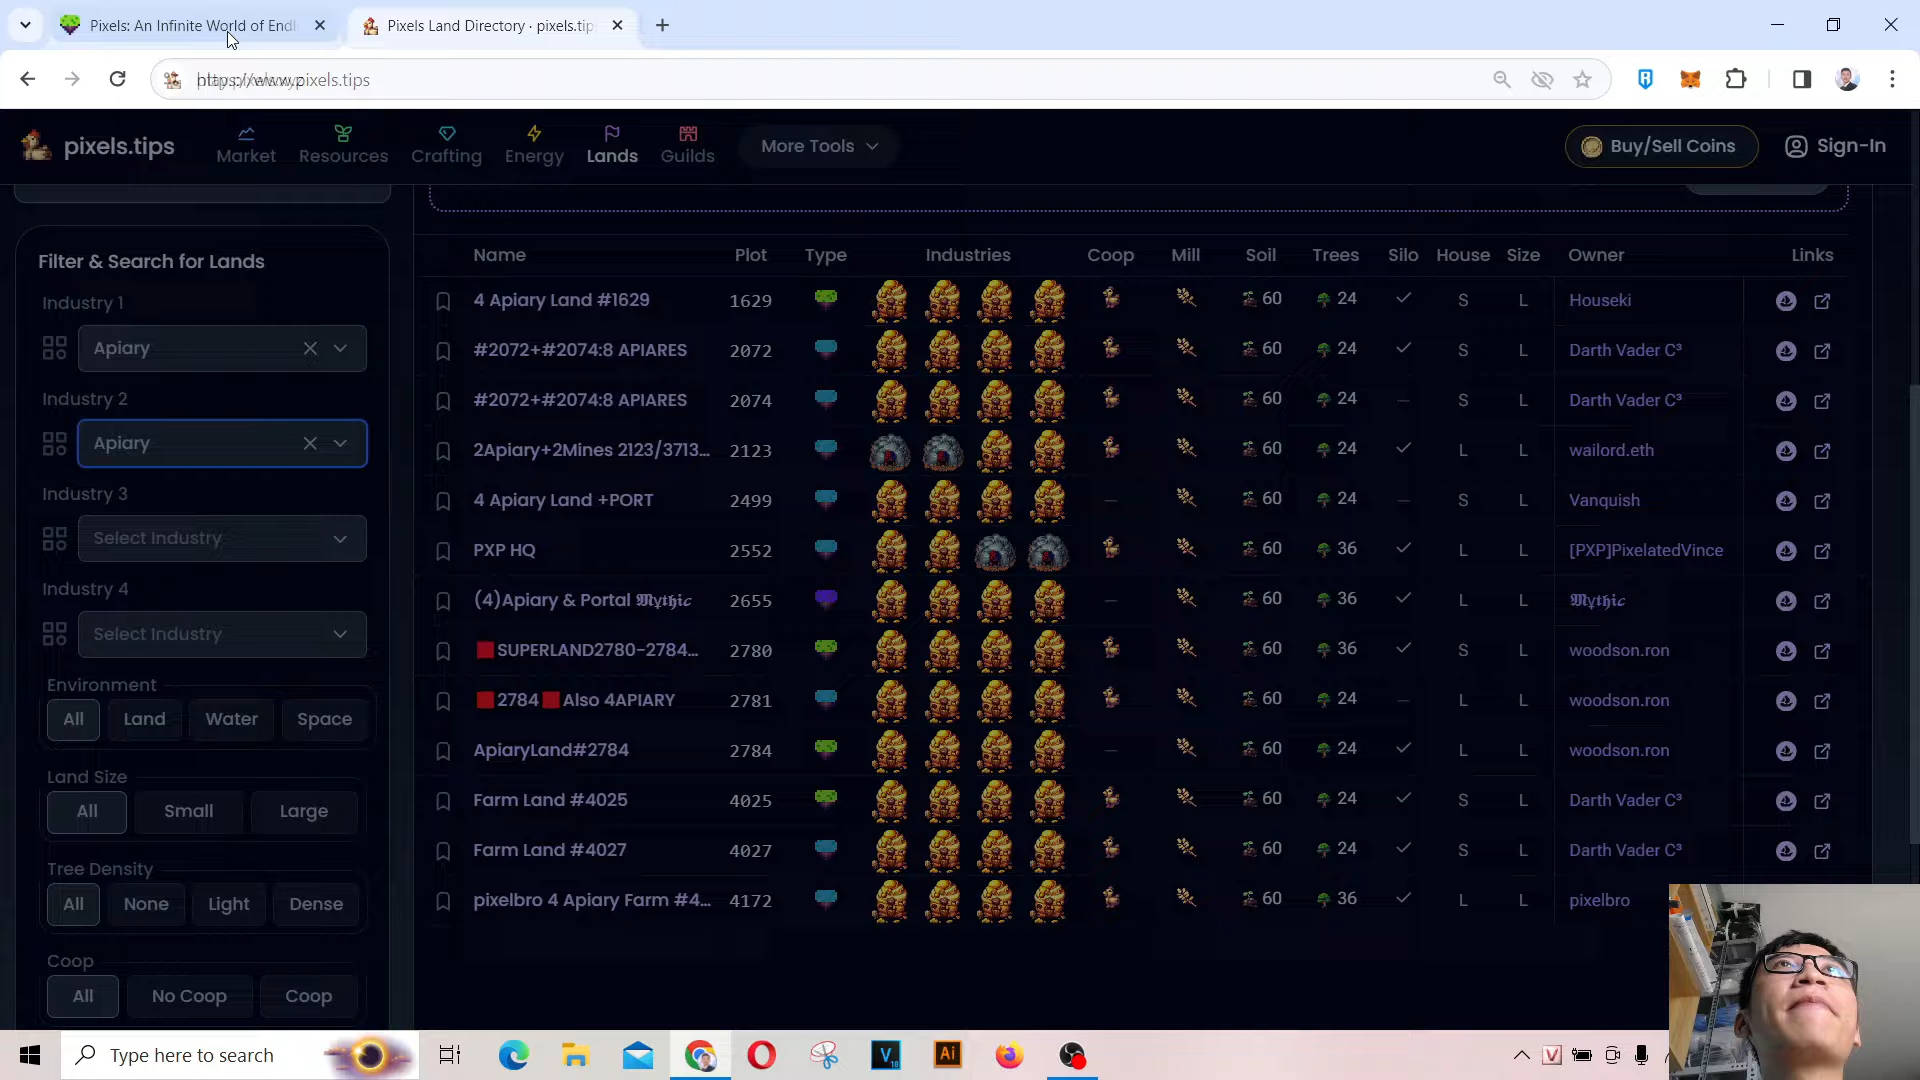 Pixels: An Infinite World of Endl
Pixels Land Directory · pixels.tip
pixels.tips
Market
Resources
Crafting
Energy
Lands
Guilds
More Tools
Buy/Sell Coins
Sign-In
Filter & Search for Lands
Industry 1
Apiary
Industry 2
Apiary
Industry 3
Select Industry
Industry 4
Select Industry
Environment
All Land Water Space
Land Size
All Small Large
Tree Density
All None Light Dense
Coop
All No Coop Coop
Name Plot Type Industries Coop Mill Soil Trees Silo House Size Owner Links
4 Apiary Land #1629 1629 60 24 S L Houseki
#2072+#2074:8 APIARES 2072 60 24 S L Darth Vader C³
#2072+#2074:8 APIARES 2074 60 24 — S L Darth Vader C³
2Apiary+2Mines 2123/3713... 2123 60 24 L L wailord.eth
4 Apiary Land +PORT 2499 — 60 24 — S L Vanquish
PXP HQ 2552 60 36 L L [PXP]PixelatedVince
(4)Apiary & Portal 𝔐𝔶𝔱𝔥𝔦𝔠 2655 — 60 36 L L 𝔐𝔶𝔱𝔥𝔦𝔠
🟥SUPERLAND2780-2784... 2780 60 36 S L woodson.ron
🟥2784🟥Also 4APIARY 2781 60 24 — L L woodson.ron
ApiaryLand#2784 2784 — 60 24 L L woodson.ron
Farm Land #4025 4025 60 24 S L Darth Vader C³
Farm Land #4027 4027 60 24 S L Darth Vader C³
pixelbro 4 Apiary Farm #4... 4172 60 36 L L pixelbro
Type here to search
V
Ai
V